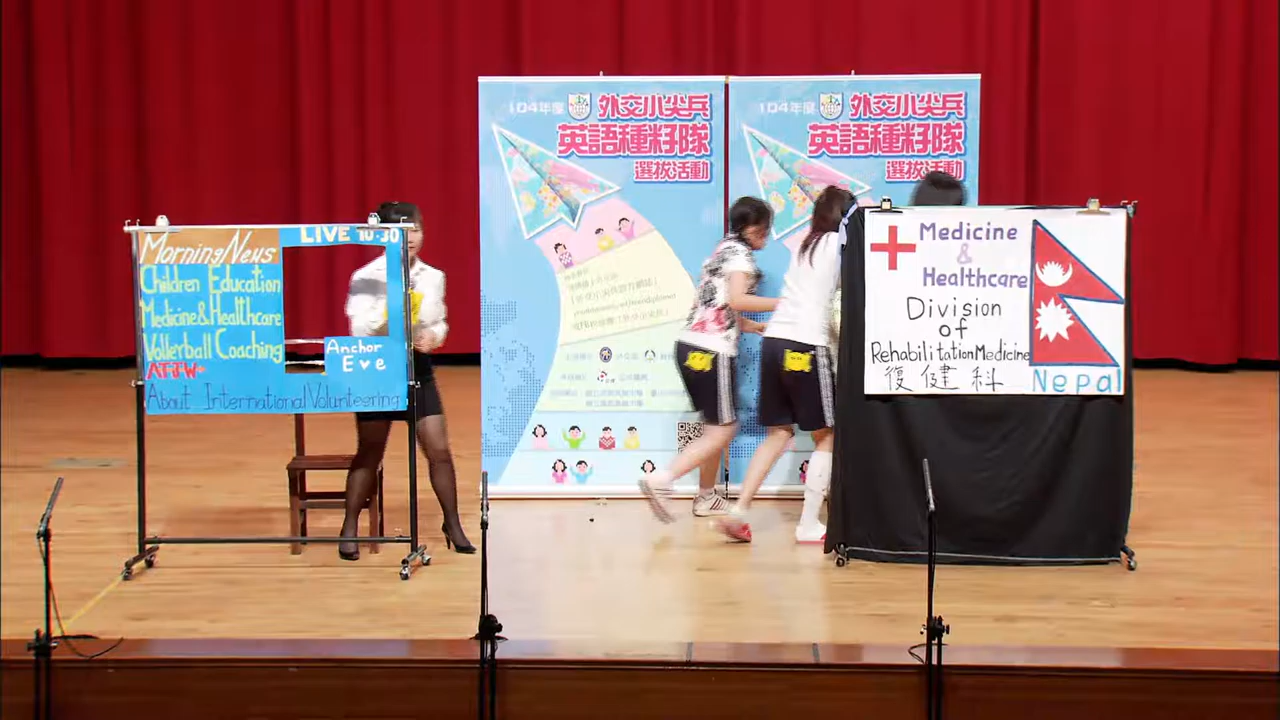 Morning News
LIVE 10:30
Children Education
Medicine&Healthcare
Vollerball Coaching
Anchor
Eve
About International Volunteering
104年度
外交小尖兵
英語種籽隊
選拔活動
104年度
外交小尖兵
英語種籽隊
選拔活動
Medicine
&
Healthcare
Division
of
Rehabilitation Medicine
復健科
Nepal